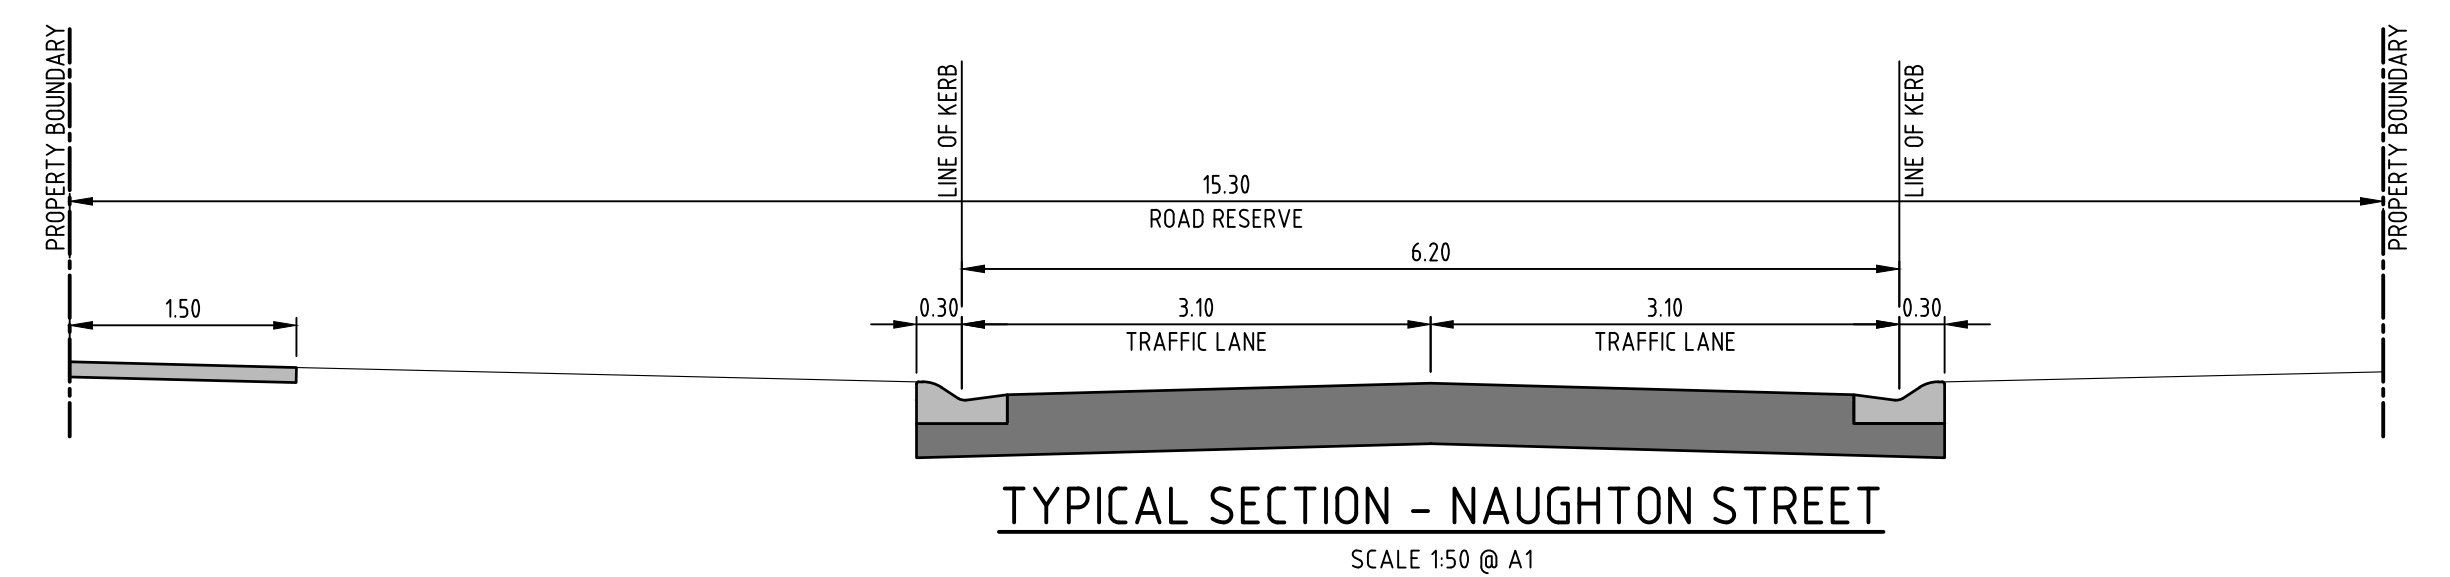 PROPERTY BOUNDARY
LINE OF KERB
LINE OF KERB
PROPERTY BOUNDARY
15.30
ROAD RESERVE
6.20
1.50
0.30
3.10
3.10
0.30
TRAFFIC LANE
TRAFFIC LANE
TYPICAL SECTION - NAUGHTON STREET
SCALE 1:50 @ A1